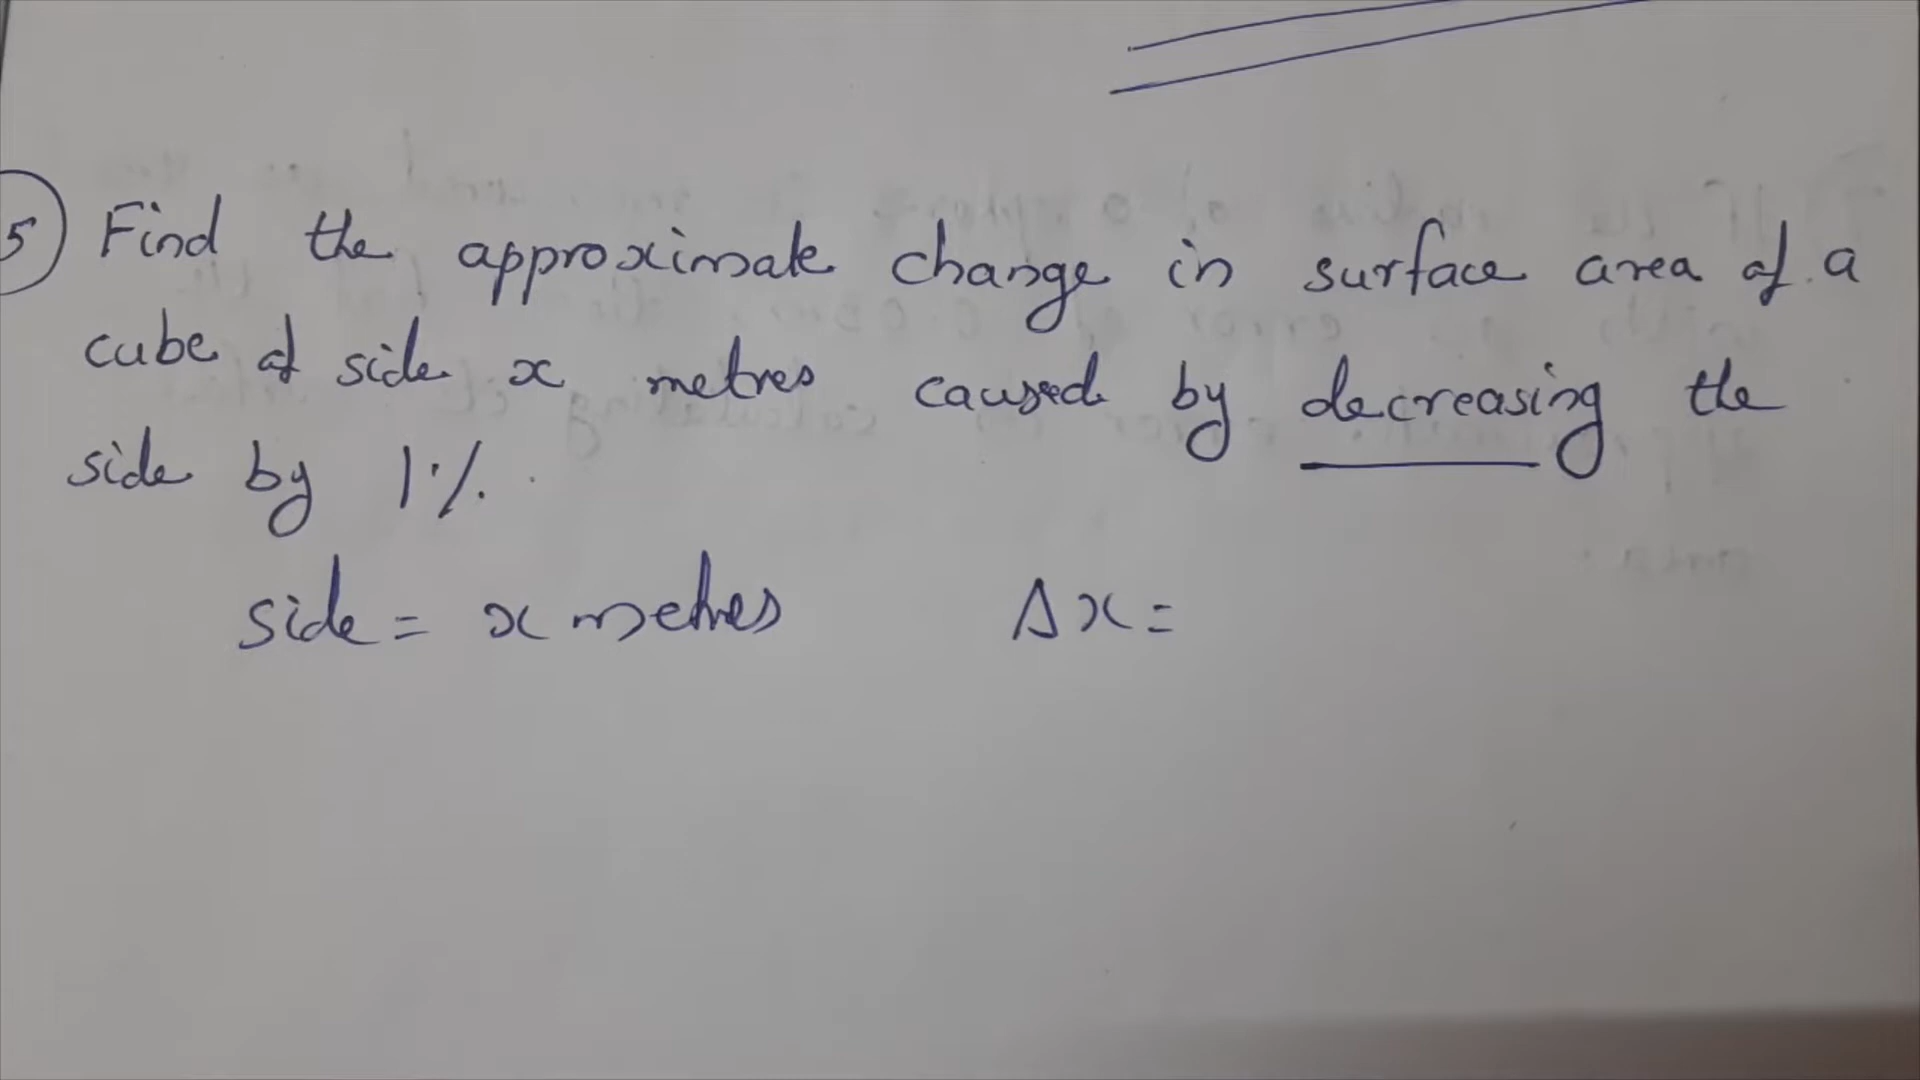 5 Find the approximate change in surface area of a
cube of side x metres caused by decreasing the
side by 1%.
side = x metres Δx =